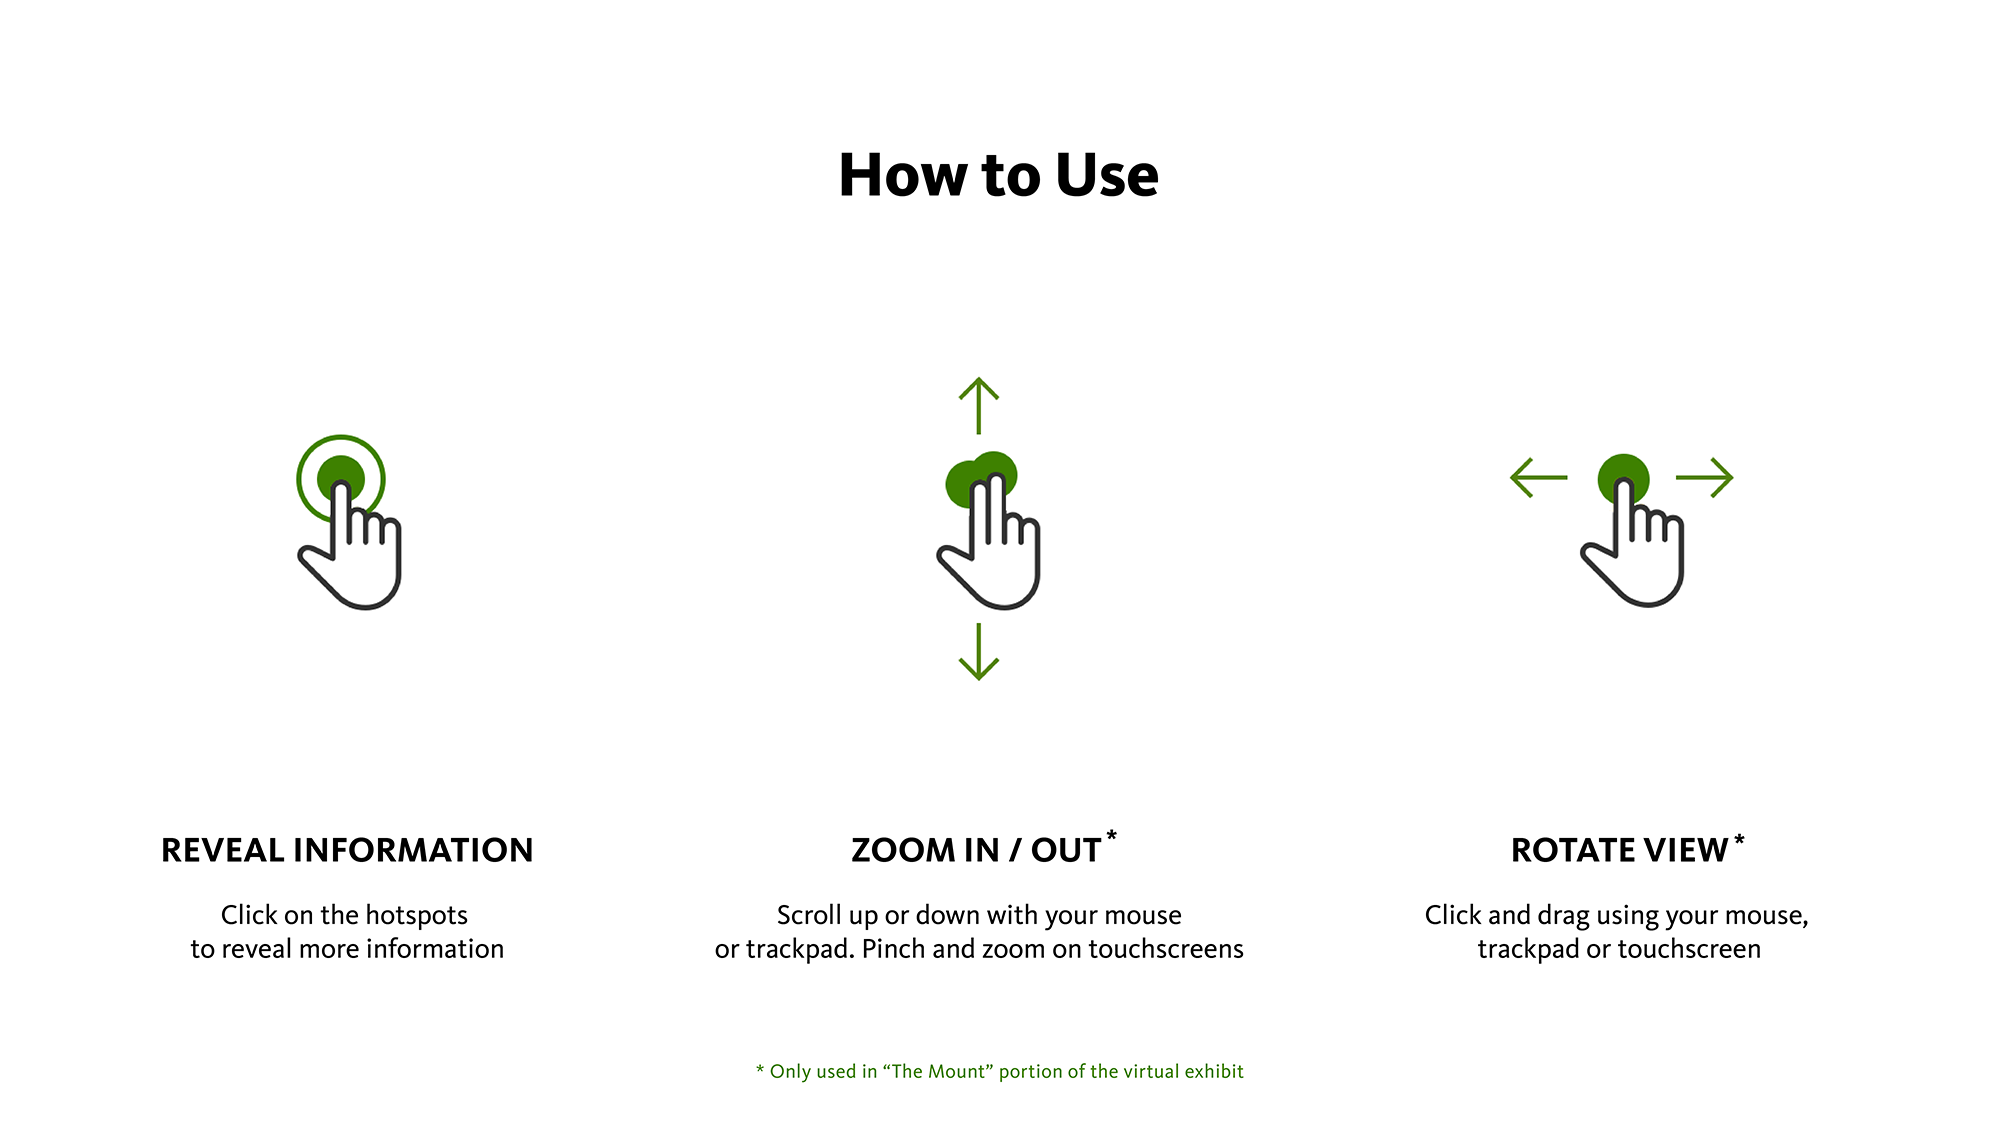 How to Use
REVEAL INFORMATION
Click on the hotspots
to reveal more information
ZOOM IN / OUT*
Scroll up or down with your mouse
or trackpad. Pinch and zoom on touchscreens
ROTATE VIEW*
Click and drag using your mouse,
trackpad or touchscreen
* Only used in “The Mount” portion of the virtual exhibit